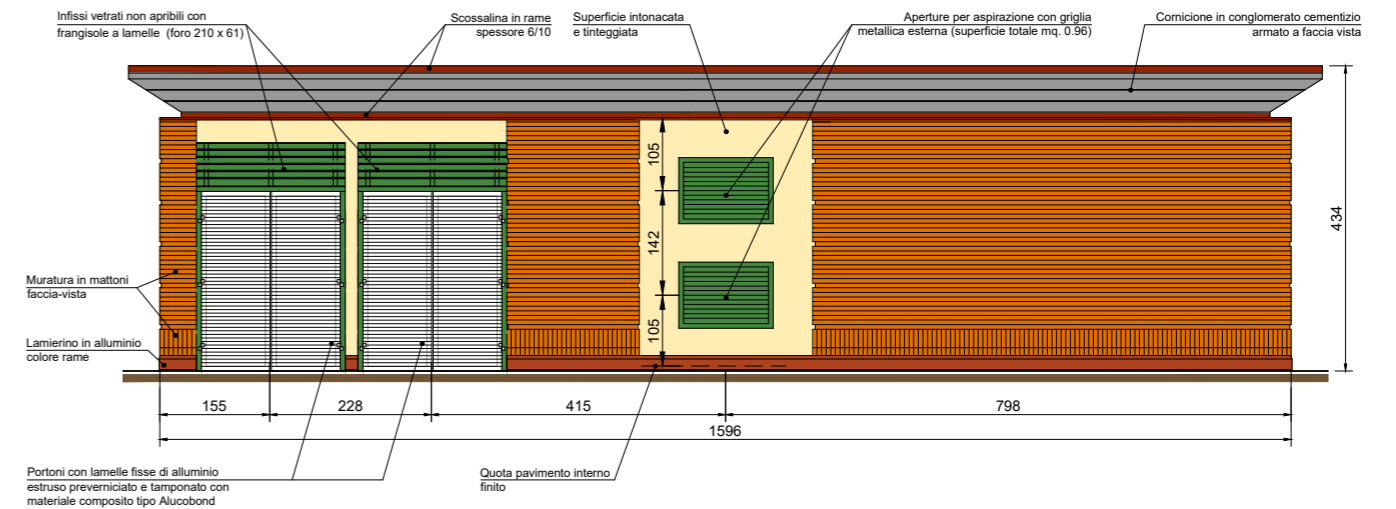 Infissi vetrati non apribili con
frangisole a lamelle (foro 210 x 61)
Scossalina in rame
spessore 6/10
Superficie intonacata
e tinteggiata
Aperture per aspirazione con griglia
metallica esterna (superficie totale mq. 0.96)
Cornicione in conglomerato cementizio
armato a faccia vista
105
142
105
434
Muratura in mattoni
faccia-vista
Lamierino in alluminio
colore rame
155
228
415
798
1596
Portoni con lamelle fisse di alluminio
estruso preverniciato e tamponato con
materiale composito tipo Alucobond
Quota pavimento interno
finito